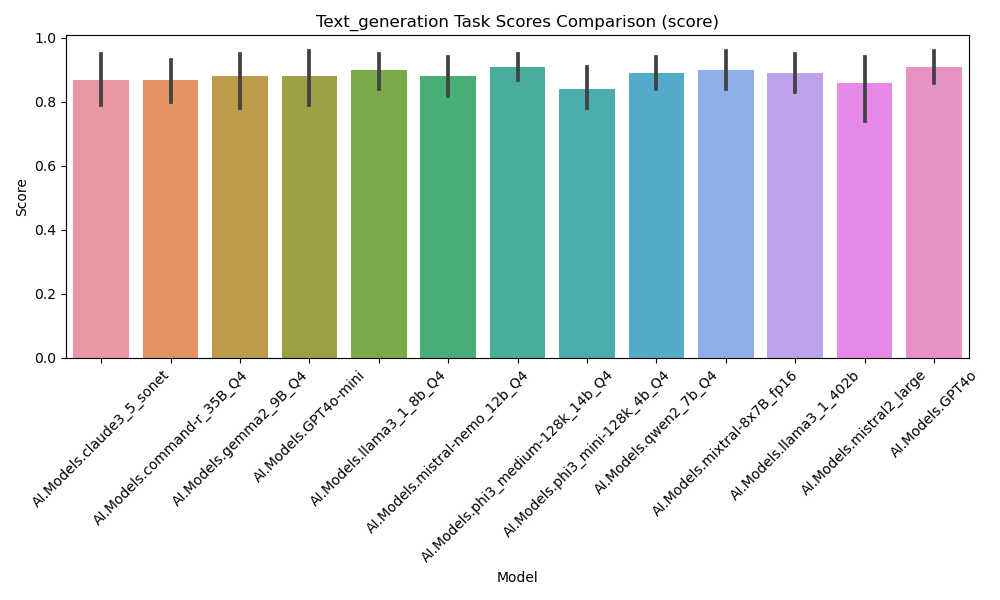 Text_generation Task Scores Comparison (score)
1.0
0.8
0.6
0.4
0.2
0.0
Score
AI.Models.claude3_5_sonet
AI.Models.command-r_35B_Q4
AI.Models.gemma2_9B_Q4
AI.Models.GPT4o-mini
AI.Models.llama3_1_8b_Q4
AI.Models.mistral-nemo_12b_Q4
AI.Models.phi3_medium-128k_14b_Q4
AI.Models.phi3_mini-128k_4b_Q4
AI.Models.qwen2_7b_Q4
AI.Models.mixtral-8x7B_fp16
AI.Models.llama3_1_402b
AI.Models.mistral2_large
AI.Models.GPT4o
Model